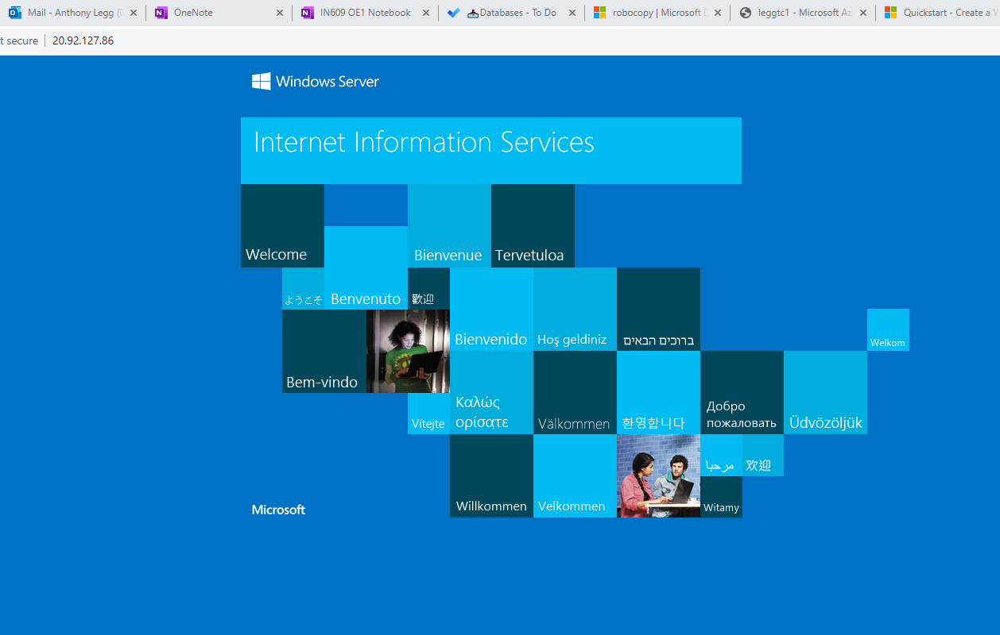 Mail - Anthony Legg (
OneNote
IN609 OE1 Notebook
Databases - To Do
robocopy | Microsoft
leggtc1 - Microsoft Az
Quickstart - Create a
t secure
20.92.127.86
Windows Server
Internet Information Services
Welcome
Bienvenue
Tervetuloa
ようこそ
Benvenuto
歡迎
Bienvenido
Hoş geldiniz
ברוכים הבאים
Welkom
Bem-vindo
Vítejte
Καλώς
ορίσατε
Välkommen
환영합니다
Добро
пожаловать
Üdvözöljük
مرحبا
欢迎
Willkommen
Velkommen
Witamy
Microsoft